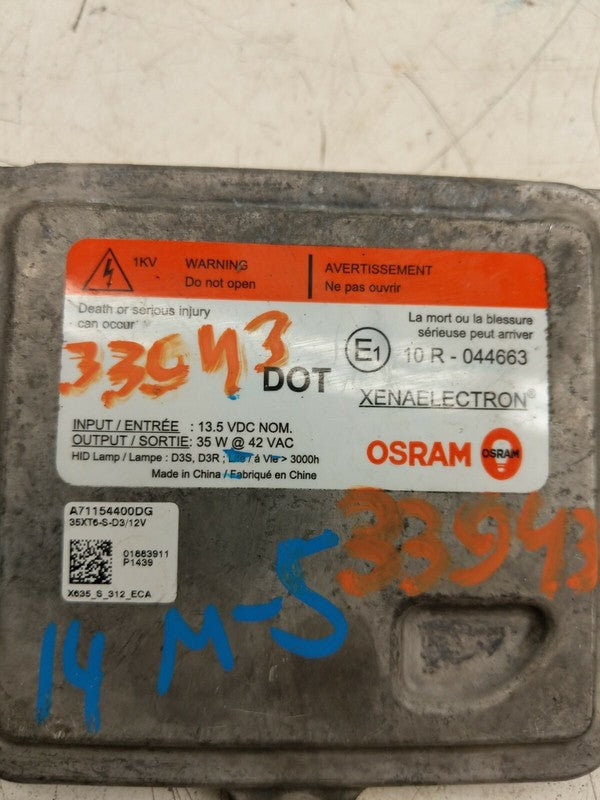 1KV WARNING Do not open
AVERTISSEMENT Ne pas ouvrir
Death or serious injury
can occur
La mort ou la blessure
sérieuse peut arriver
33943
E1 10 R - 044663
DOT
XENAELECTRON®
INPUT / ENTRÉE : 13.5 VDC NOM.
OUTPUT / SORTIE: 35 W @ 42 VAC
HID Lamp / Lampe : D3S, D3R ; Life / á Vie > 3000h
Made in China / Fabriqué en Chine
OSRAM OSRAM
A71154400DG
35XT6-S-D3/12V
01883911
P1439
X635_S_312_ECA
33943
14 M-5